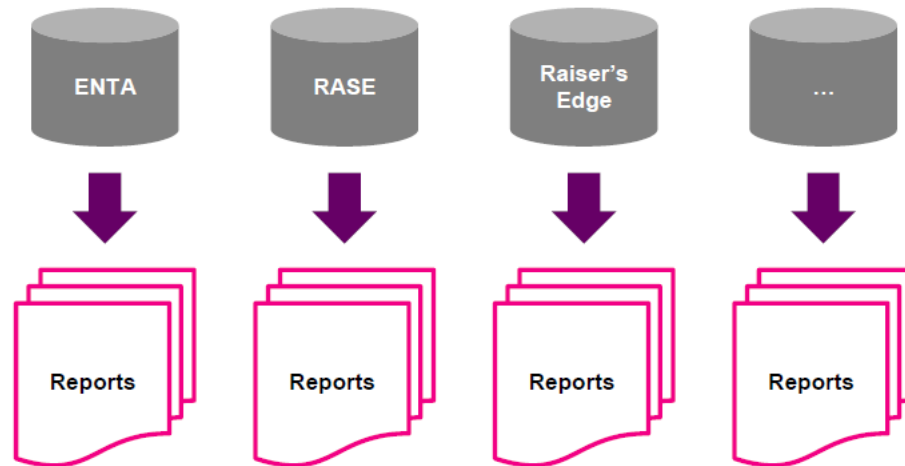 ENTA
RASE
Raiser’s
Edge
...
Reports
Reports
Reports
Reports